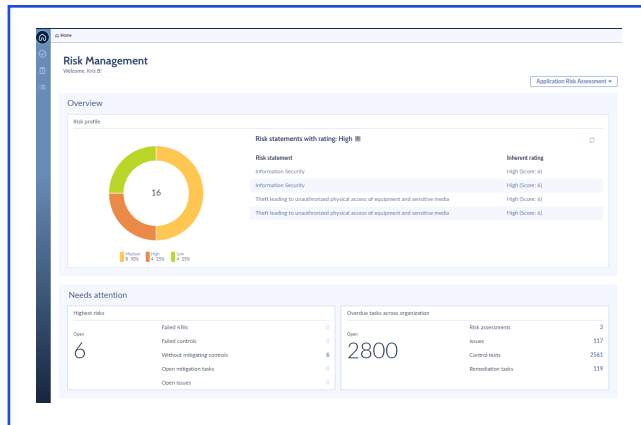 Home
Risk Management
Welcome, Kris B!
Application Risk Assessment
Overview
Risk profile
16
Medium High Low
8 50% 4 25% 4 25%
Risk statements with rating: High
Risk statement Inherent rating
Information Security High (Score: 6)
Information Security High (Score: 6)
Theft leading to unauthorized physical access of equipment and sensitive media High (Score: 6)
Theft leading to unauthorized physical access of equipment and sensitive media High (Score: 6)
Needs attention
Highest risks
Open
6
Failed KRIs 0
Failed controls 0
Without mitigating controls 6
Open mitigation tasks 0
Open issues 0
Overdue tasks across organization
Open
2800
Risk assessments 3
Issues 117
Control tests 2561
Remediation tasks 119